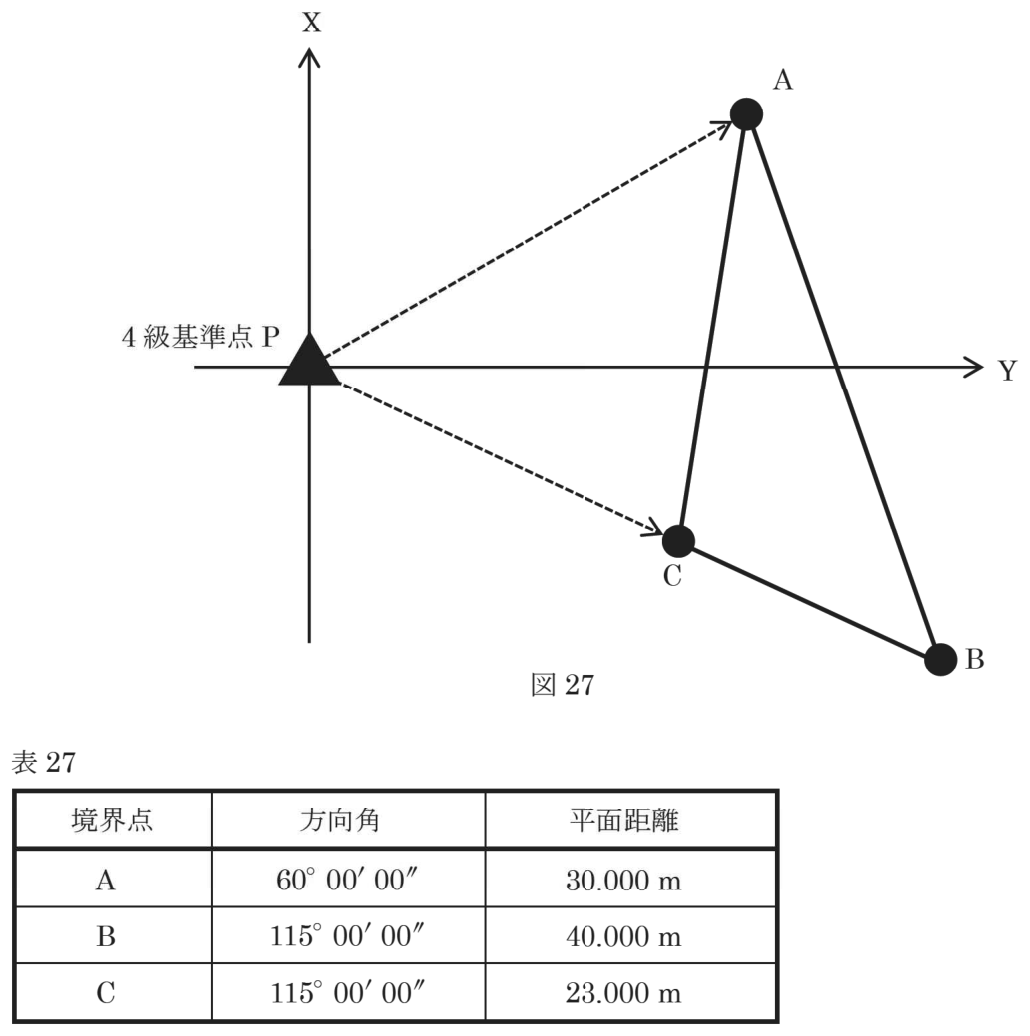 X
A
4 級基準点 P
Y
C
B
図 27
表 27
境界点 方向角 平面距離
A 60° 00′ 00″ 30.000 m
B 115° 00′ 00″ 40.000 m
C 115° 00′ 00″ 23.000 m